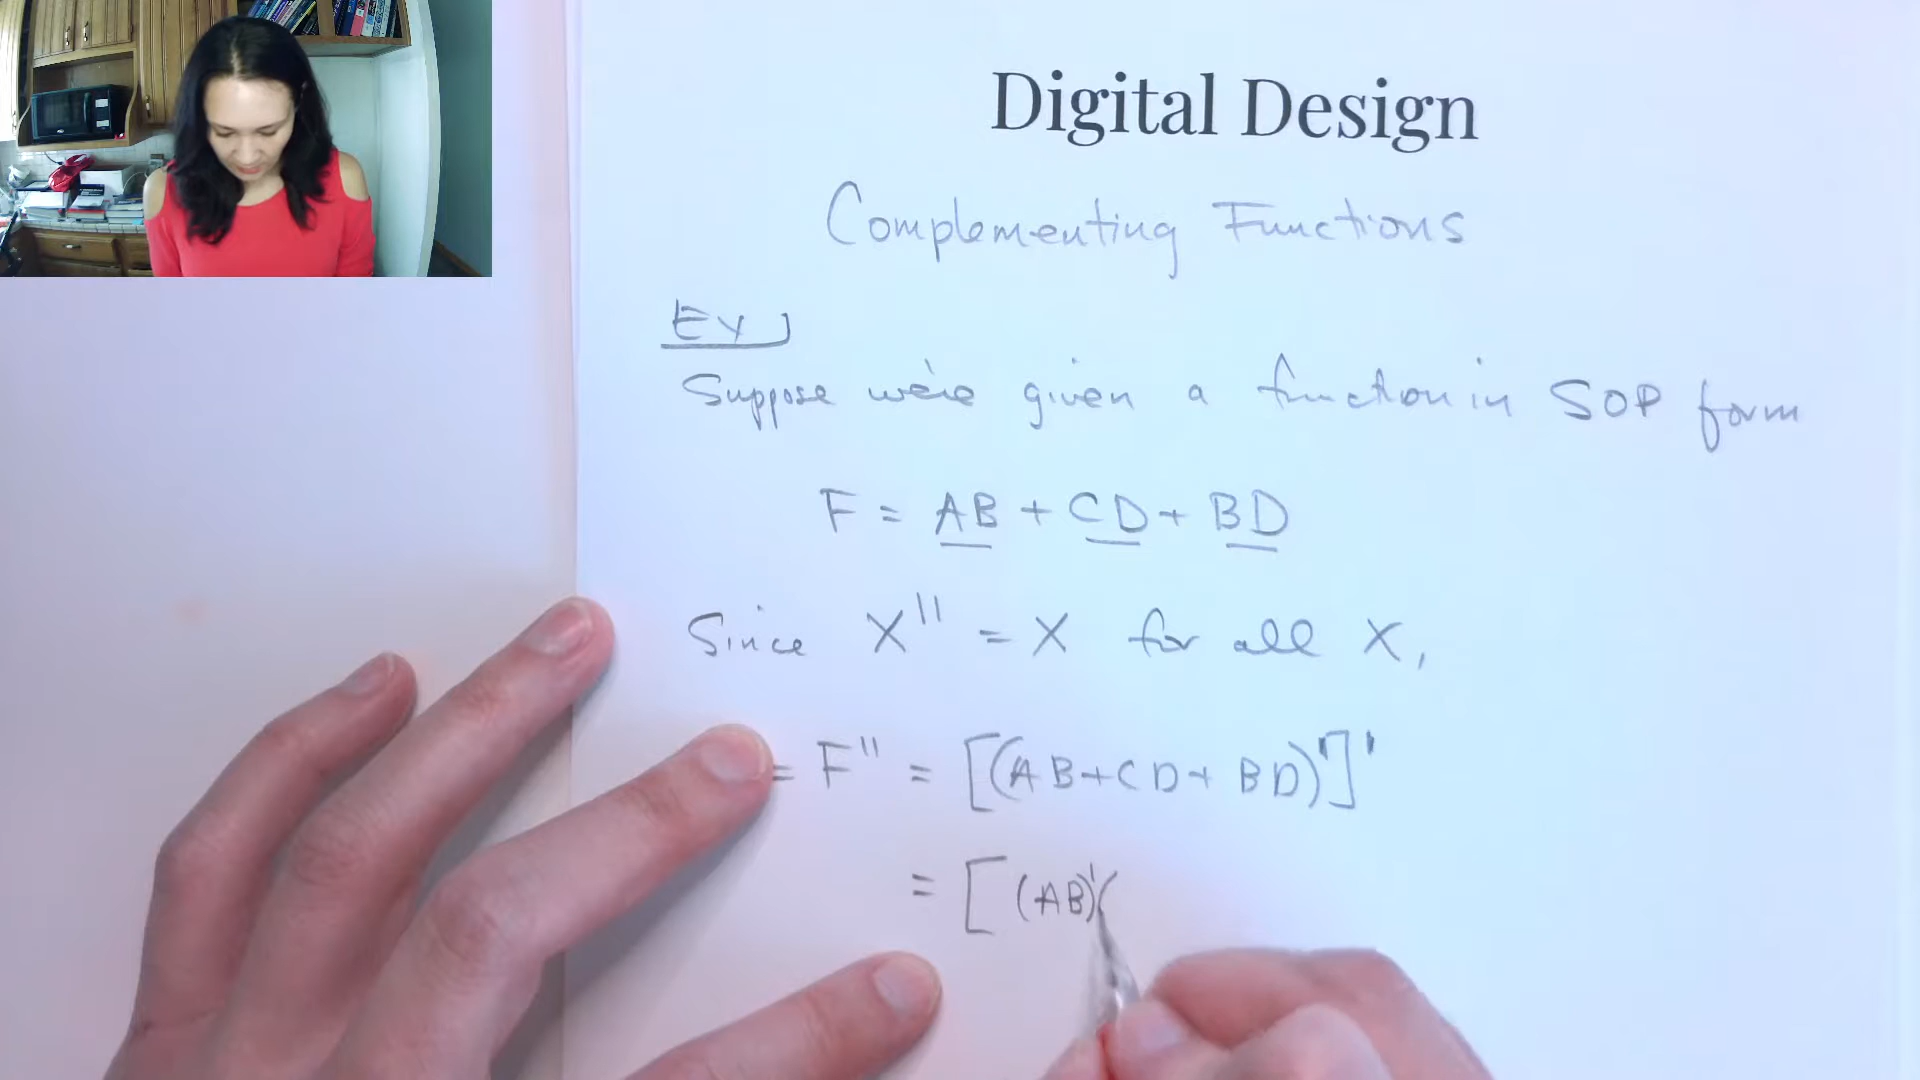 Digital Design
Complementing Functions
Ex
Suppose we're given a function in SOP form
F = AB + CD + BD
Since X'' = X for all X,
= F'' = [(AB+CD+BD)']'
= [(AB)'(